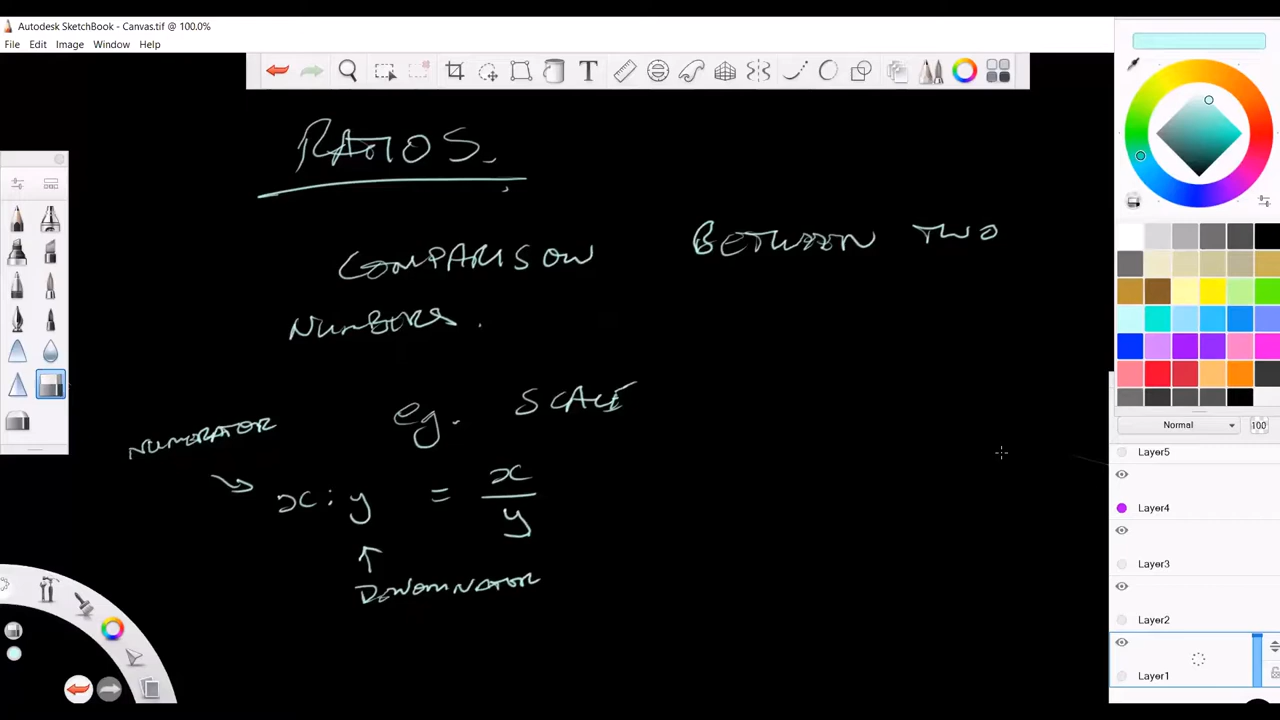 Autodesk SketchBook - Canvas.tif @ 100.0%
File Edit Image Window Help
RATIOS.
COMPARISON BETWEEN TWO
NUMBERS.
eg. SCALE
NUMERATOR
x : y = x/y
DENOMINATOR
Normal 100
Layer5
Layer4
Layer3
Layer2
Layer1